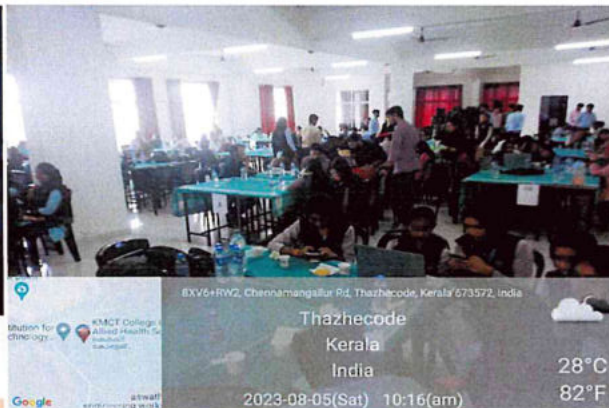 8XV6+RW2, Chennamangallur Rd, Thazhecode, Kerala 673572, India
Thazhecode
Kerala
India
2023-08-05(Sat) 10:16(am)
28°C
82°F
KMCT College
Allied Health
Google